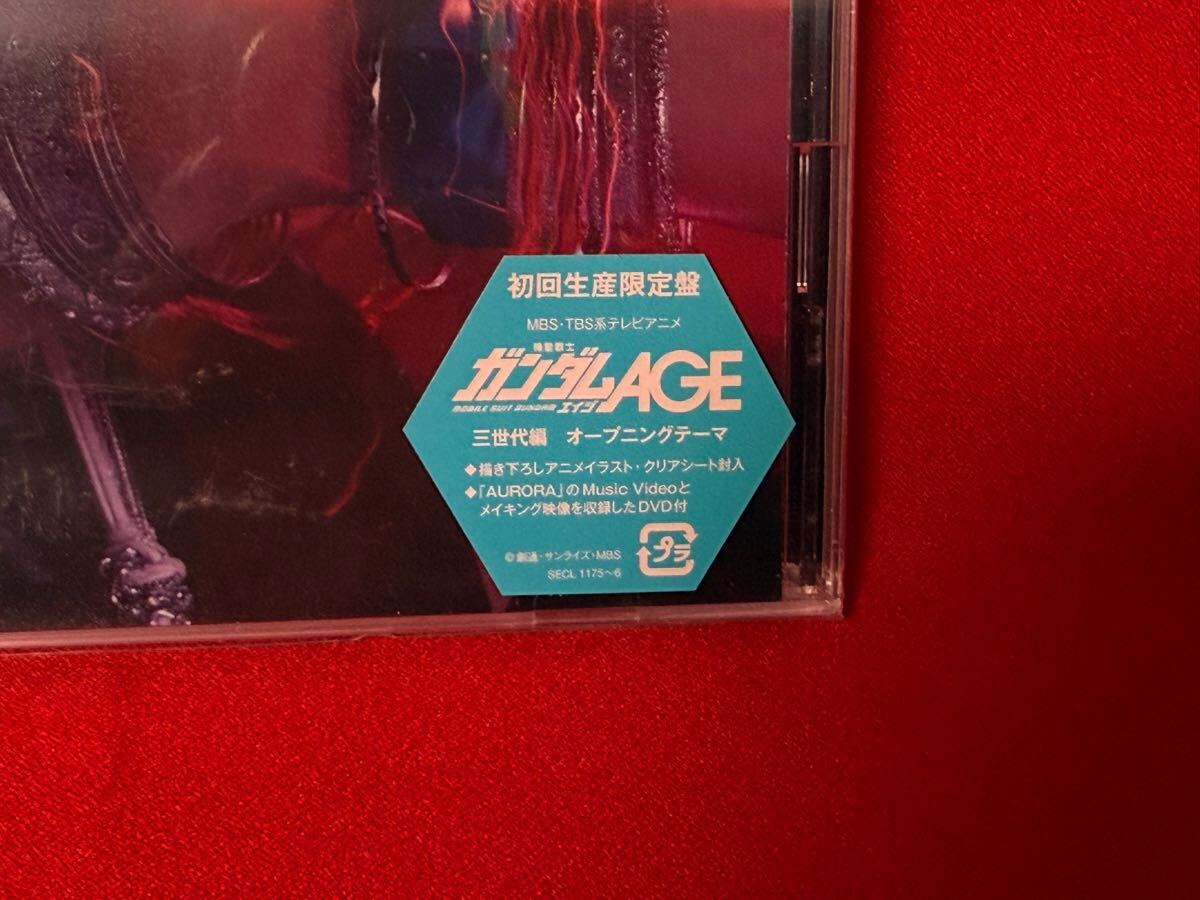 初回生産限定盤
MBS・TBS系テレビアニメ
機動戦士
ガンダムAGE
MOBILE SUIT GUNDAM エイジ
三世代編 オープニングテーマ
◆描き下ろしアニメイラスト・クリアシート封入
◆「AURORA」のMusic Videoと
メイキング映像を収録したDVD付
プラ
©創通・サンライズ・MBS
SECL 1175〜6